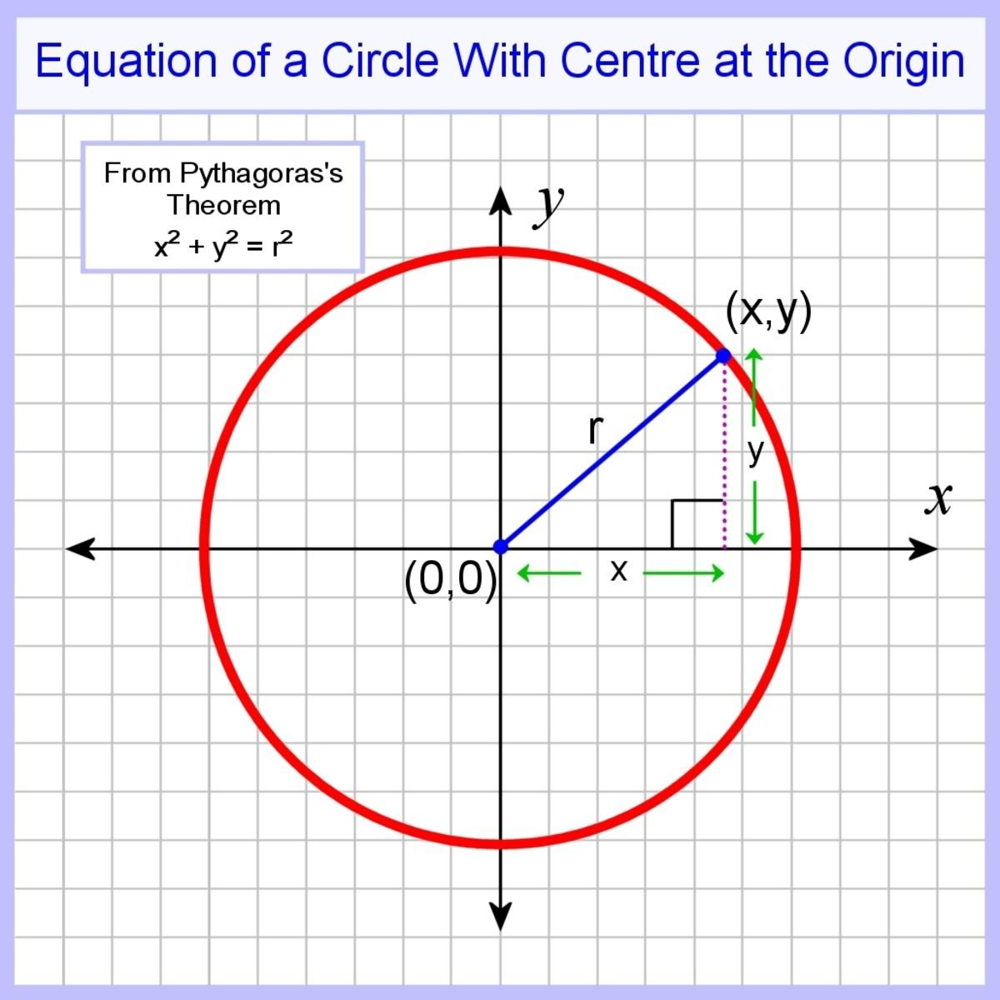 Equation of a Circle With Centre at the Origin
From Pythagoras's
Theorem
x² + y² = r²
y
(x,y)
r
y
x
(0,0)
x